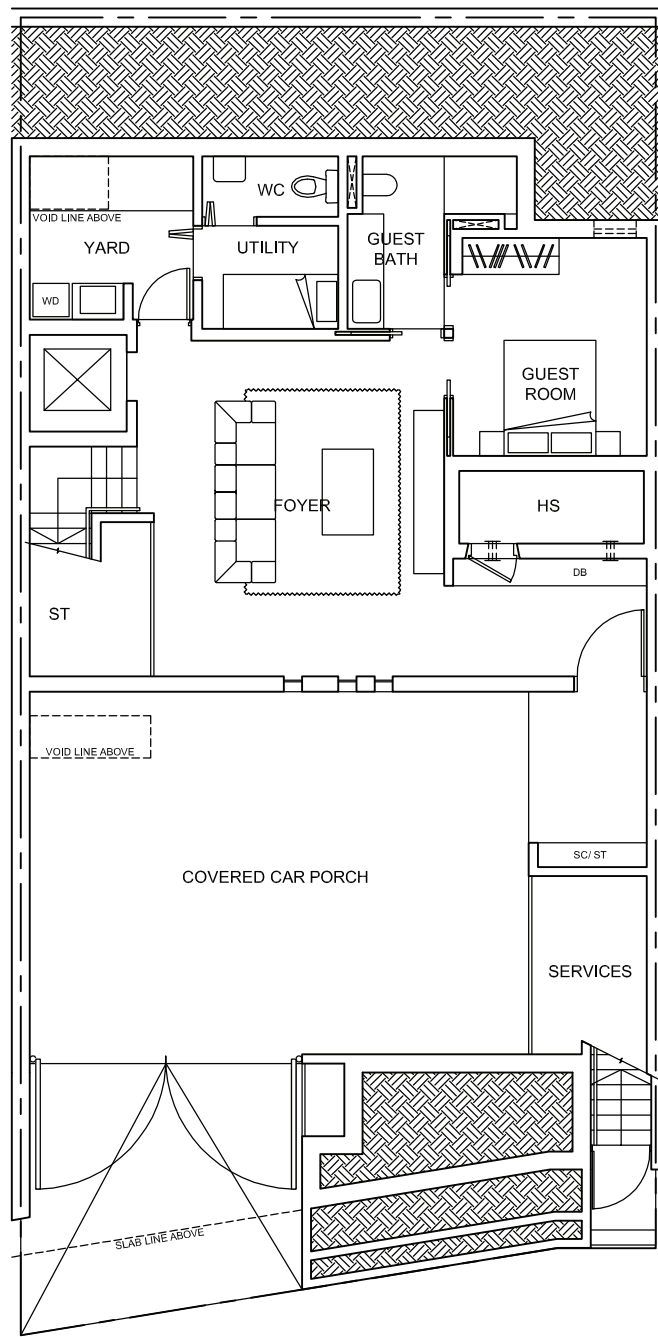 WC
VOID LINE ABOVE
YARD
UTILITY
GUEST
BATH
WD
GUEST
ROOM
FOYER
HS
DB
ST
VOID LINE ABOVE
SC/ ST
COVERED CAR PORCH
SERVICES
SLAB LINE ABOVE